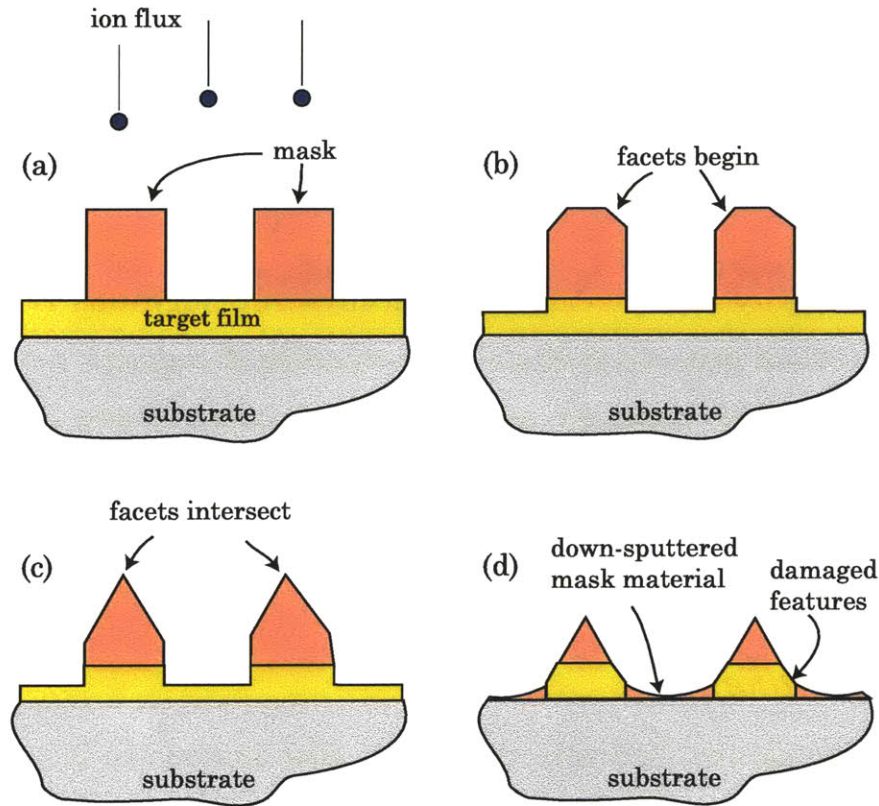 ion flux
(a)
mask
target film
substrate
(b)
facets begin
substrate
(c)
facets intersect
substrate
(d)
down-sputtered
mask material
damaged
features
substrate